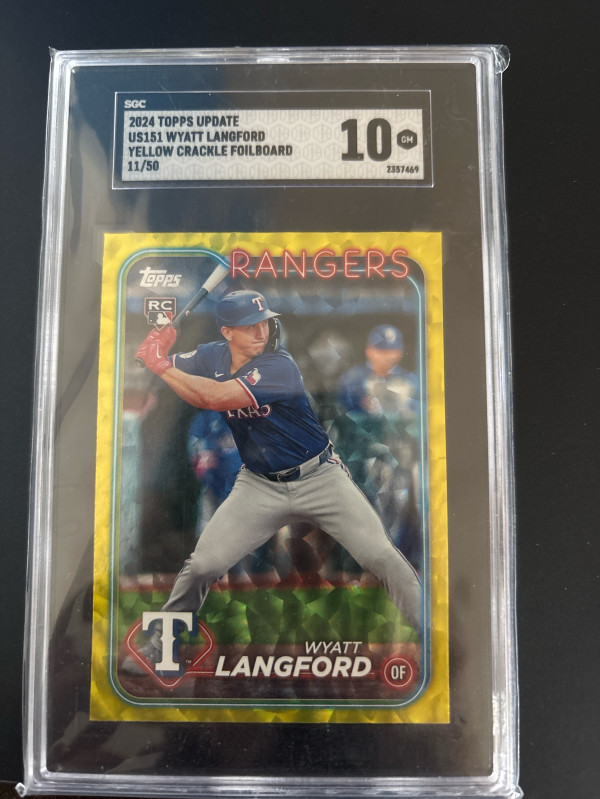 SGC
2024 TOPPS UPDATE
US151 WYATT LANGFORD
YELLOW CRACKLE FOILBOARD
11/50
10 GM
2357469
topps
RANGERS
RC
T
TEXAS
T
WYATT
LANGFORD
OF